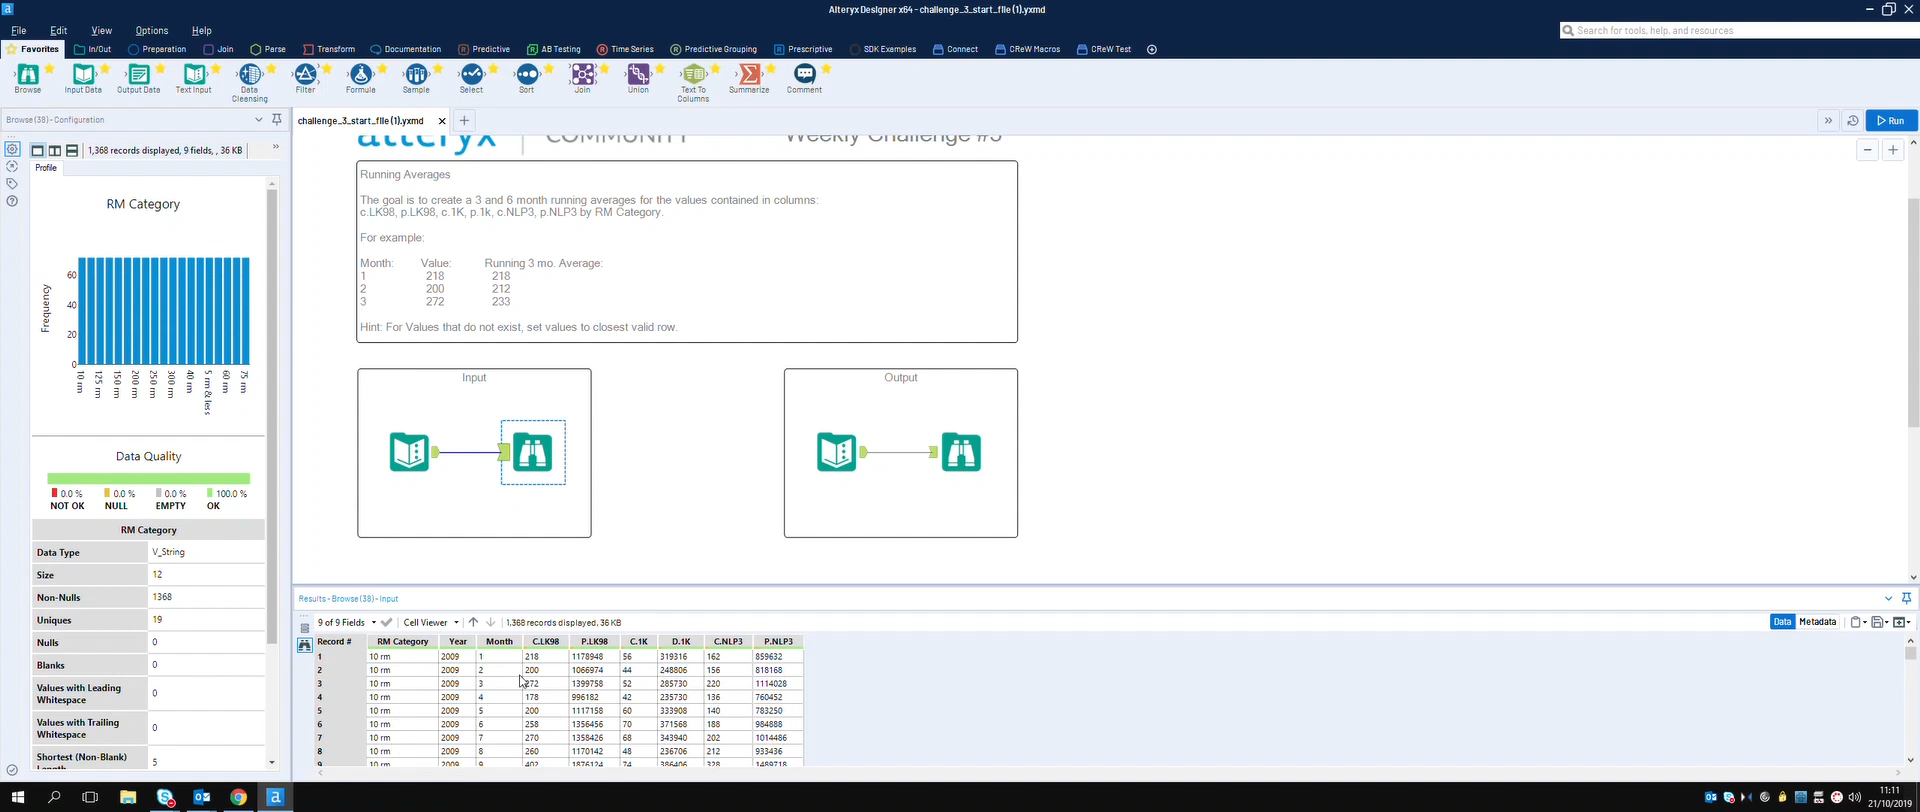 Alteryx Designer x64 - challenge_3_start_file (1).yxmd
File Edit View Options Help
Search for tools, help, and resources
Favorites In/Out Preparation Join Parse Transform Documentation Predictive AB Testing Time Series Predictive Grouping Prescriptive SDK Examples Connect CReW Macros CReW Test
Browse Input Data Output Data Text Input Data Cleansing Filter Formula Sample Select Sort Join Union Text To Columns Summarize Comment
Browse (38) - Configuration
challenge_3_start_file (1).yxmd
Run
1,368 records displayed, 9 fields, , 36 KB
Profile
RM Category
Frequency
60
40
20
0
10 rm 125 rm 150 rm 200 rm 250 rm 300 rm 40 rm 5 rm & less 60 rm 75 rm
Data Quality
0.0 % 0.0 % 0.0 % 100.0 %
NOT OK NULL EMPTY OK
RM Category
Data Type V_String
Size 12
Non-Nulls 1368
Uniques 19
Nulls 0
Blanks 0
Values with Leading Whitespace 0
Values with Trailing Whitespace 0
Shortest (Non-Blank) Length 5
alteryx COMMUNITY Weekly Challenge #3
Running Averages
The goal is to create a 3 and 6 month running averages for the values contained in columns:
c.LK98, p.LK98, c.1K, p.1k, c.NLP3, p.NLP3 by RM Category.
For example:
Month: Value: Running 3 mo. Average:
1 218 218
2 200 212
3 272 233
Hint: For Values that do not exist, set values to closest valid row.
Input
Output
Results - Browse (38) - Input
9 of 9 Fields Cell Viewer 1,368 records displayed, 36 KB
Data Metadata
Record # RM Category Year Month C.LK98 P.LK98 C.1K D.1K C.NLP3 P.NLP3
1 10 rm 2009 1 218 1178948 56 319316 162 859632
2 10 rm 2009 2 200 1066974 44 248806 156 818168
3 10 rm 2009 3 272 1399758 52 285730 220 1114028
4 10 rm 2009 4 178 996182 42 235730 136 760452
5 10 rm 2009 5 200 1117158 60 333908 140 783250
6 10 rm 2009 6 258 1356456 70 371568 188 984888
7 10 rm 2009 7 270 1358426 68 343940 202 1014486
8 10 rm 2009 8 260 1170142 48 236706 212 933436
9 10 rm 2009 9 402 1876124 74 386406 328 1489718
11:11
21/10/2019